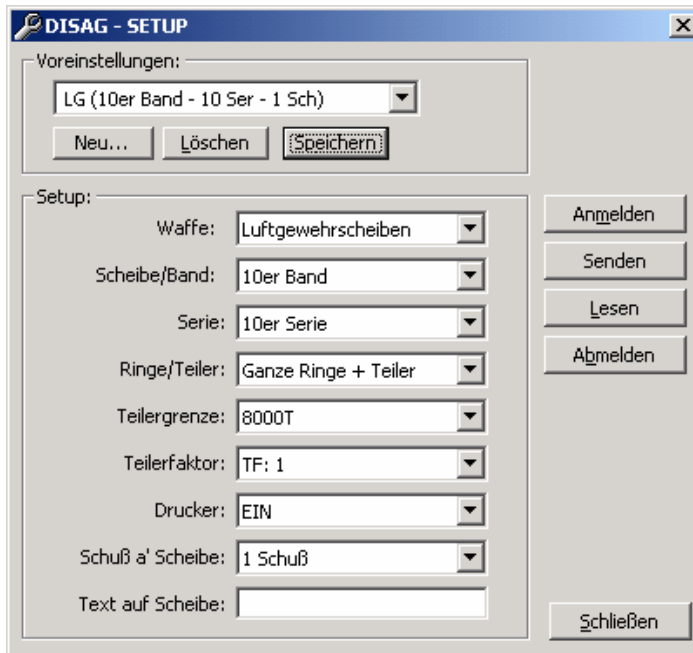 DISAG - SETUP
Voreinstellungen:
LG (10er Band - 10 Ser - 1 Sch)
Neu... Löschen Speichern
Setup:
Waffe: Luftgewehrscheiben
Scheibe/Band: 10er Band
Serie: 10er Serie
Ringe/Teiler: Ganze Ringe + Teiler
Teilergrenze: 8000T
Teilerfaktor: TF: 1
Drucker: EIN
Schuß a' Scheibe: 1 Schuß
Text auf Scheibe:
Anmelden
Senden
Lesen
Abmelden
Schließen